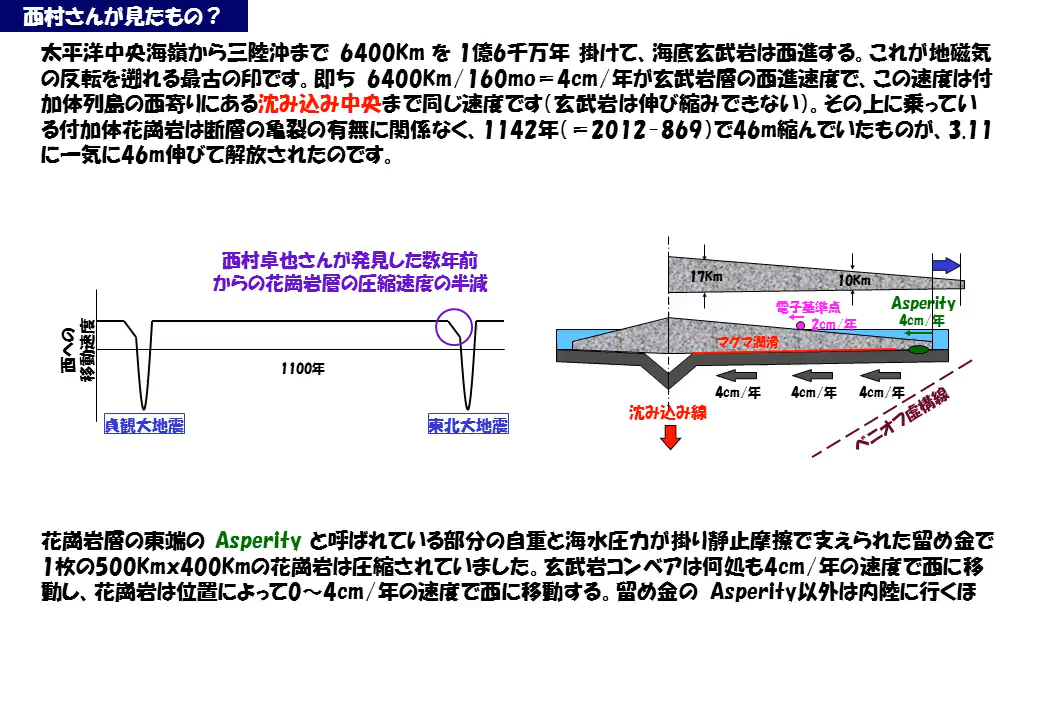 西村さんが見たもの？
太平洋中央海嶺から三陸沖まで 6400Km を 1億6千万年 掛けて、海底玄武岩は西進する。これが地磁気
の反転を遡れる最古の印です。即ち 6400Km/160mo＝4cm/年が玄武岩層の西進速度で、この速度は付
加体列島の西寄りにある沈み込み中央まで同じ速度です（玄武岩は伸び縮みできない）。その上に乗ってい
る付加体花崗岩は断層の亀裂の有無に関係なく、1142年（＝2012-869）で46m縮んでいたものが、3.11
に一気に46m伸びて解放されたのです。
西村卓也さんが発見した数年前
からの花崗岩層の圧縮速度の半減
西への
移動速度
1100年
貞観大地震
東北大地震
17Km
10Km
Asperity
4cm/年
電子基準点
2cm/年
マグマ潤滑
4cm/年
4cm/年
4cm/年
沈み込み線
ベニオフ虚構線
花崗岩層の東端の Asperity と呼ばれている部分の自重と海水圧力が掛り静止摩擦で支えられた留め金で
1枚の500Kmx400Kmの花崗岩は圧縮されていました。玄武岩コンベアは何処も4cm/年の速度で西に移
動し、花崗岩は位置によって0～4cm/年の速度で西に移動する。留め金の Asperity以外は内陸に行くほ